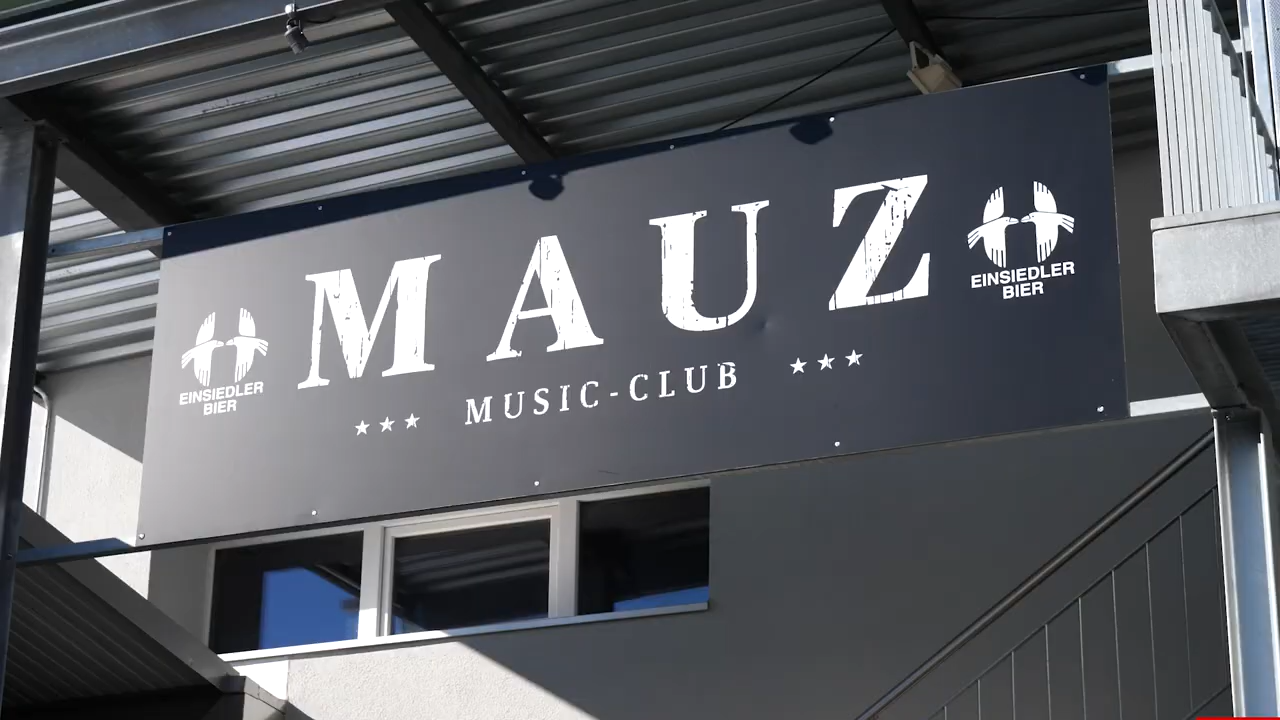 MAUZ
*** MUSIC-CLUB ***
EINSIEDLER
BIER
EINSIEDLER
BIER